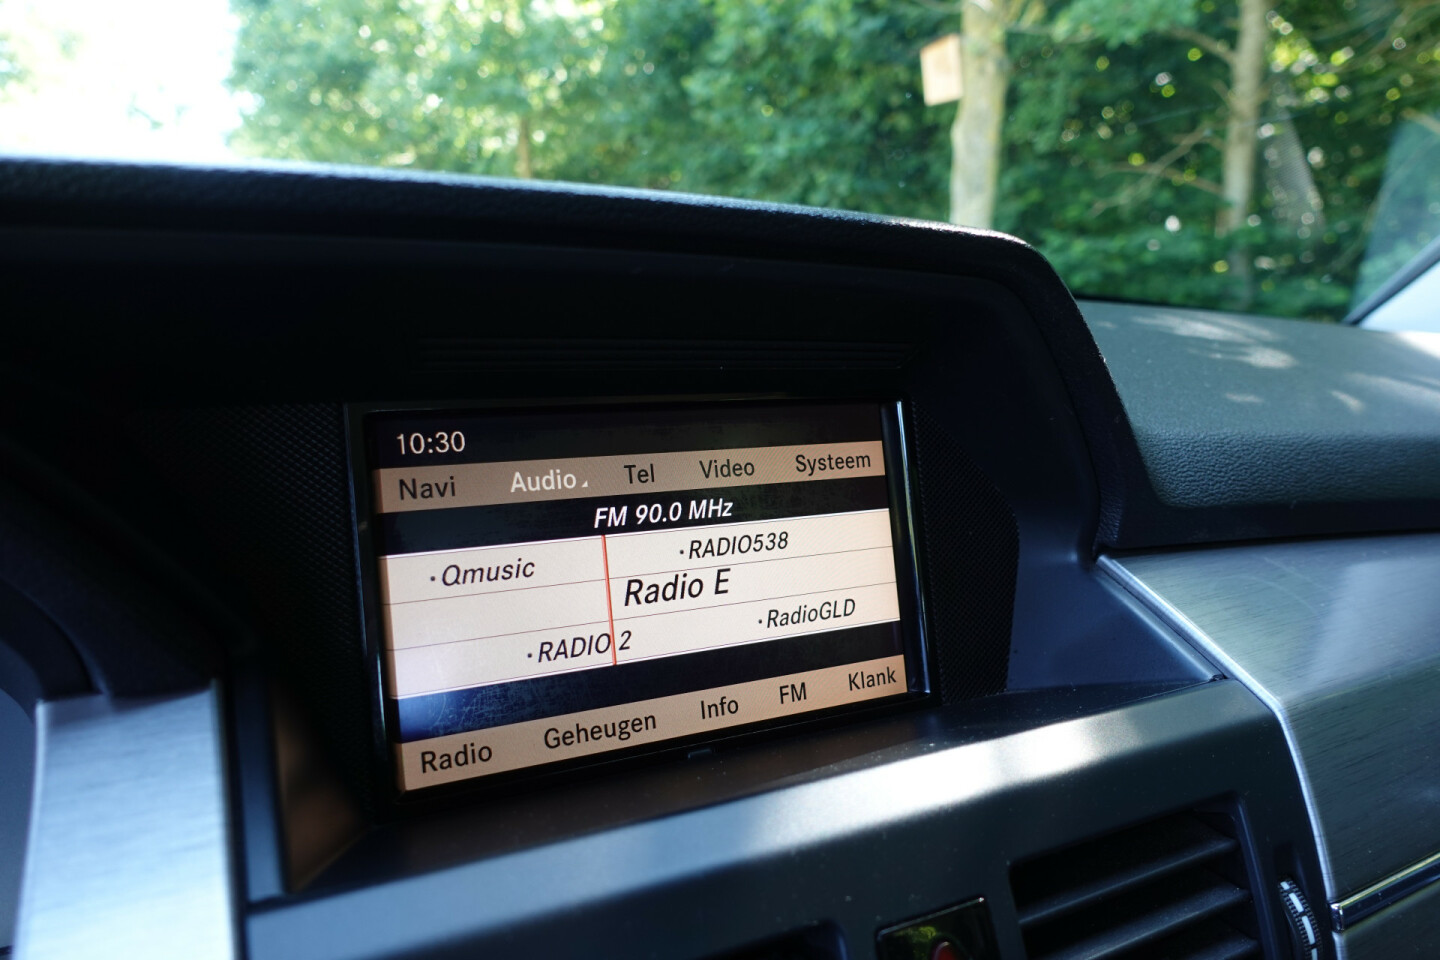 10:30
Navi Audio Tel Video Systeem
FM 90.0 MHz
·Qmusic ·RADIO538
Radio E
·RADIO 2 ·RadioGLD
Radio Geheugen Info FM Klank